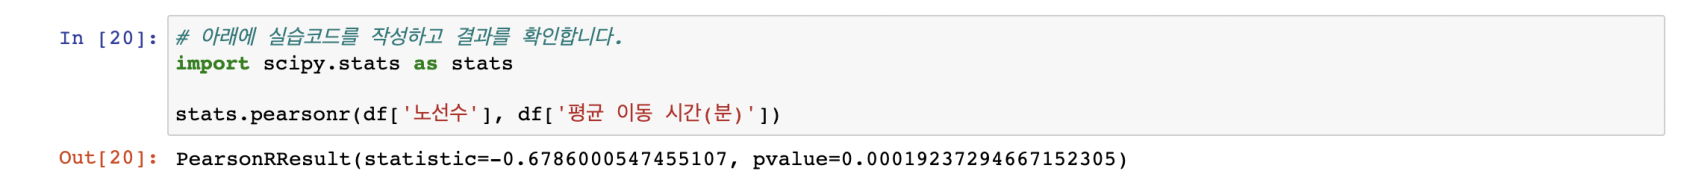 In [20]: # 아래에 실습코드를 작성하고 결과를 확인합니다.
import scipy.stats as stats
stats.pearsonr(df['노선수'], df['평균 이동 시간(분)'])
Out[20]: PearsonRResult(statistic=-0.6786000547455107, pvalue=0.00019237294667152305)